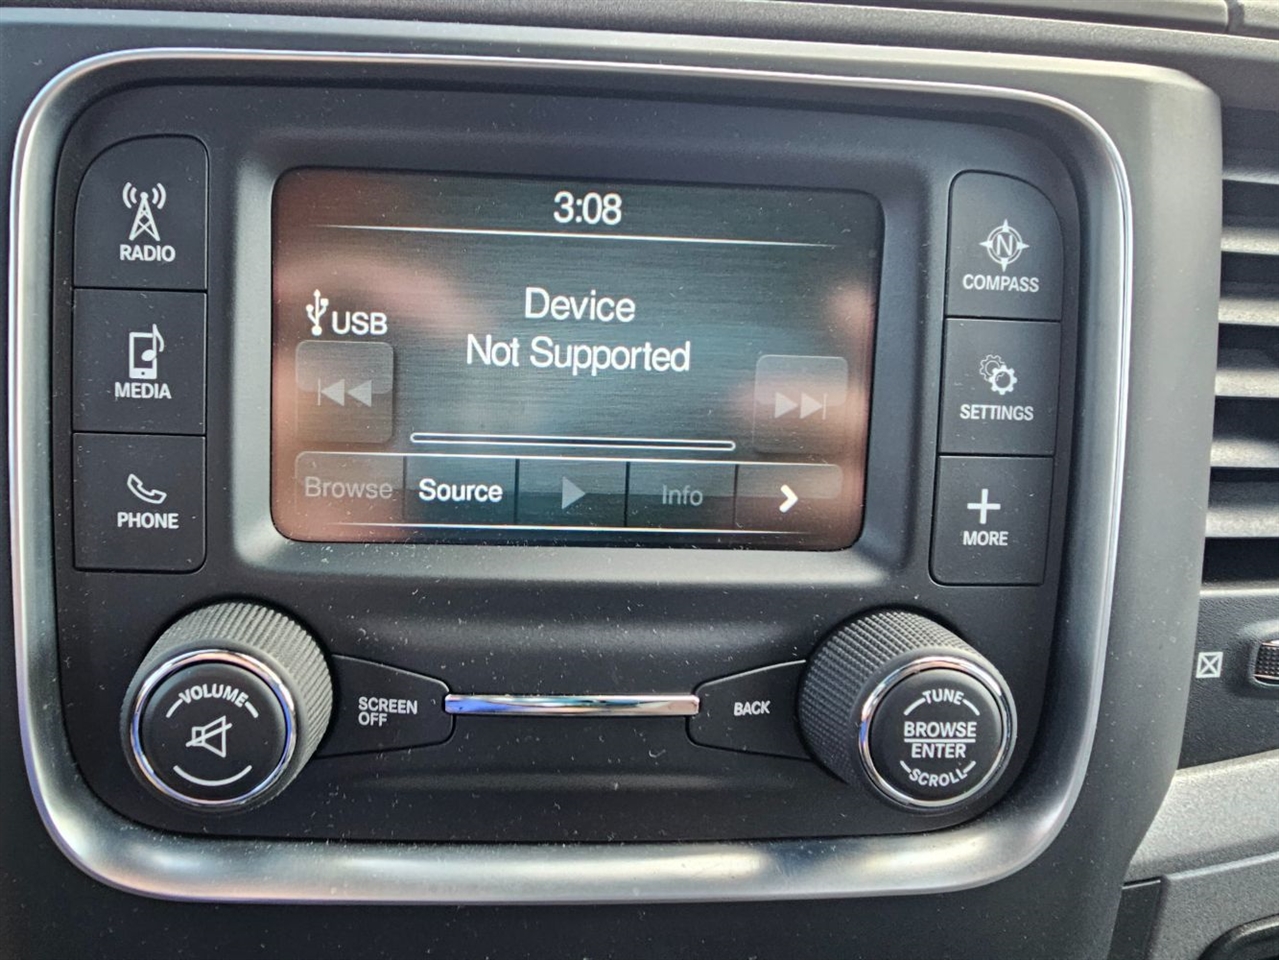 3:08
USB
Device
Not Supported
Browse
Source
Info
RADIO
MEDIA
PHONE
N
COMPASS
SETTINGS
MORE
VOLUME
SCREEN
OFF
BACK
TUNE
BROWSE
ENTER
SCROLL